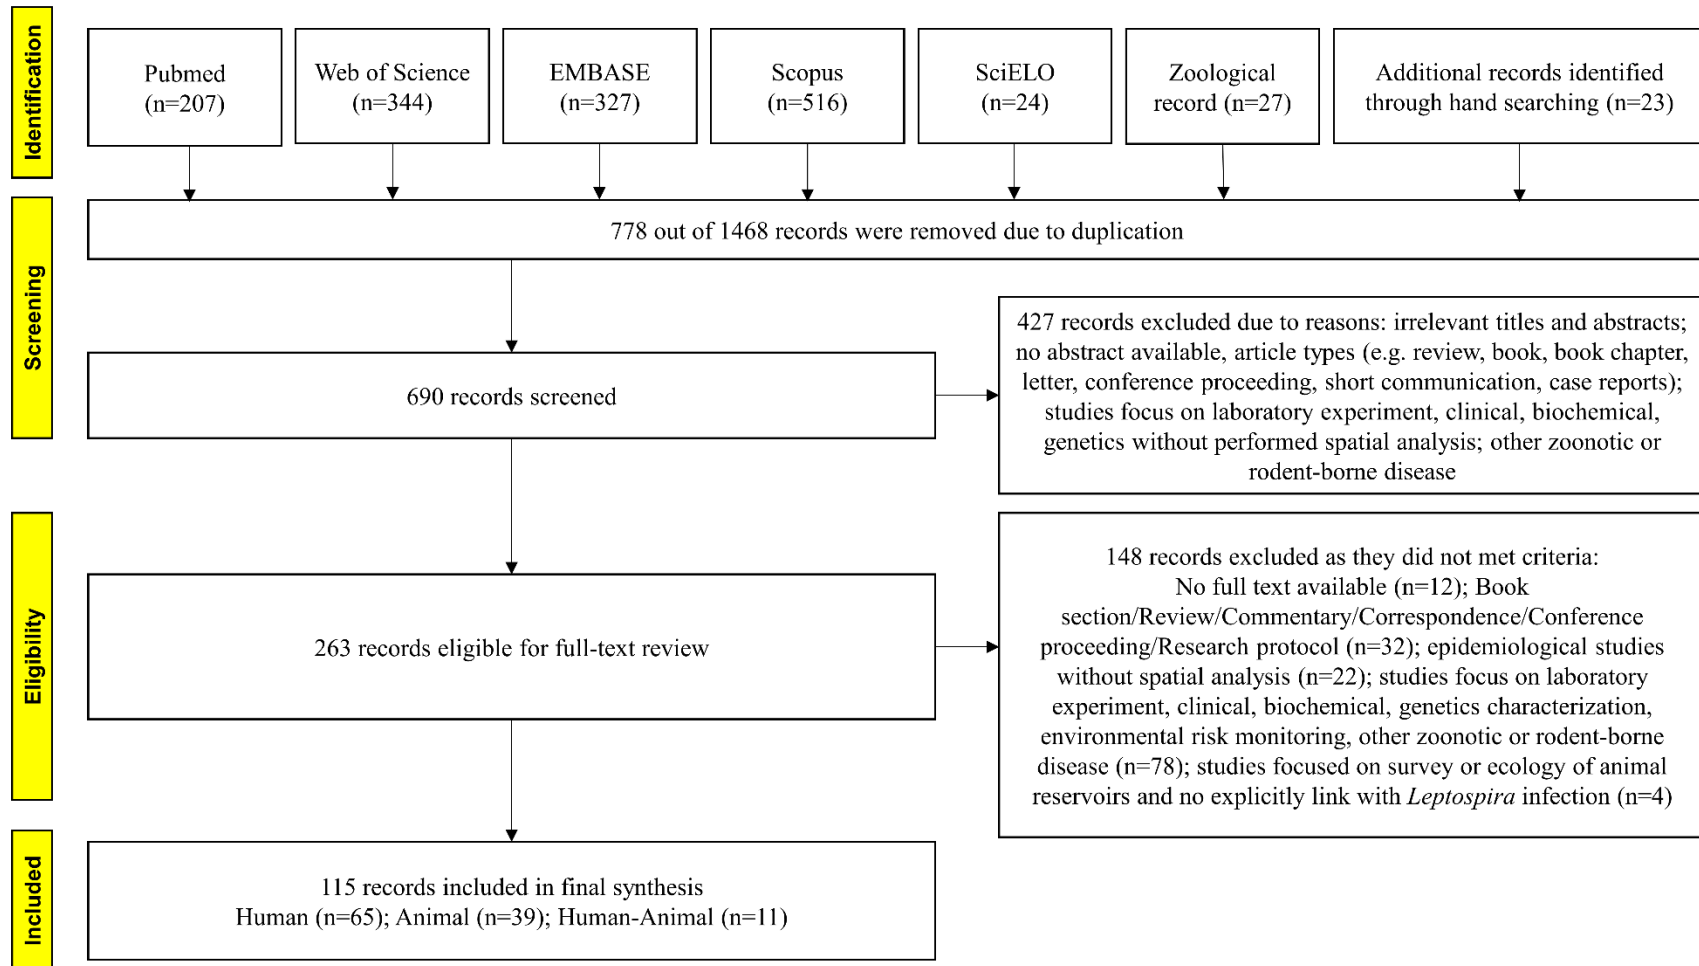 Identification
Pubmed
(n=207)
Web of Science
(n=344)
EMBASE
(n=327)
Scopus
(n=516)
SciELO
(n=24)
Zoological
record (n=27)
Additional records identified
through hand searching (n=23)
Screening
778 out of 1468 records were removed due to duplication
690 records screened
427 records excluded due to reasons: irrelevant titles and abstracts;
no abstract available, article types (e.g. review, book, book chapter,
letter, conference proceeding, short communication, case reports);
studies focus on laboratory experiment, clinical, biochemical,
genetics without performed spatial analysis; other zoonotic or
rodent-borne disease
Eligibility
263 records eligible for full-text review
148 records excluded as they did not met criteria:
No full text available (n=12); Book
section/Review/Commentary/Correspondence/Conference
proceeding/Research protocol (n=32); epidemiological studies
without spatial analysis (n=22); studies focus on laboratory
experiment, clinical, biochemical, genetics characterization,
environmental risk monitoring, other zoonotic or rodent-borne
disease (n=78); studies focused on survey or ecology of animal
reservoirs and no explicitly link with Leptospira infection (n=4)
Included
115 records included in final synthesis
Human (n=65); Animal (n=39); Human-Animal (n=11)